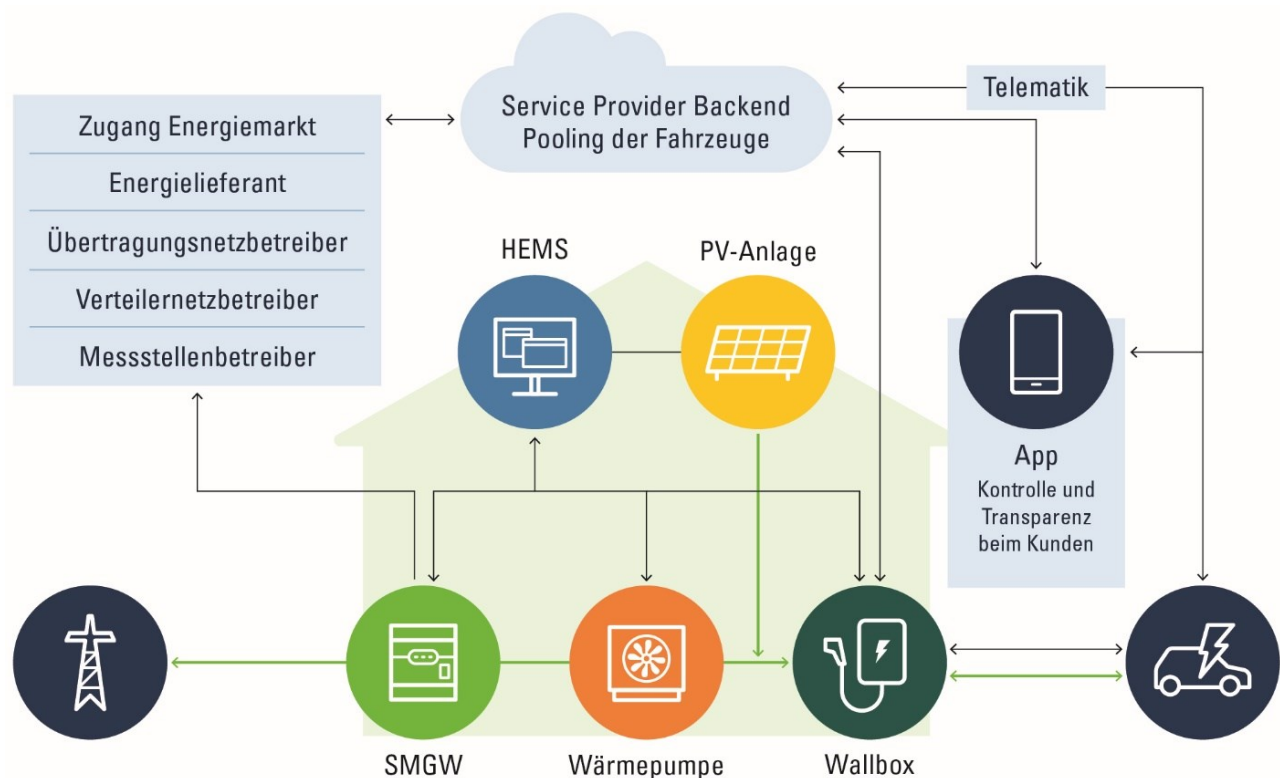 Service Provider Backend
Pooling der Fahrzeuge
Telematik
Zugang Energiemarkt
Energielieferant
Übertragungsnetzbetreiber
Verteilernetzbetreiber
Messstellenbetreiber
HEMS
PV-Anlage
App
Kontrolle und
Transparenz
beim Kunden
SMGW
Wärmepumpe
Wallbox